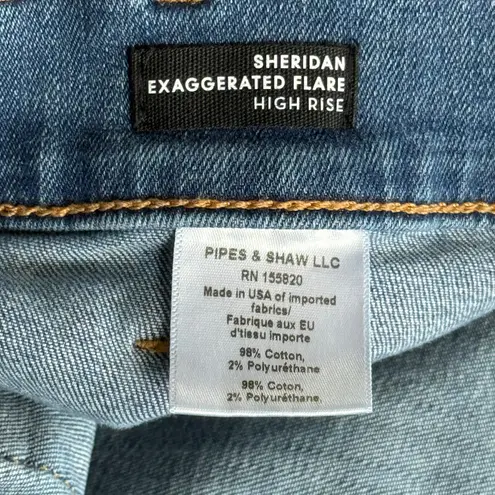 SHERIDAN
EXAGGERATED FLARE
HIGH RISE
PIPES & SHAW LLC
RN 155820
Made in USA of imported
fabrics/
Fabrique aux EU
d'tissu importe
98% Cotton,
2% Polyuréthane.
98% Coton,
2% Polyuréthane.